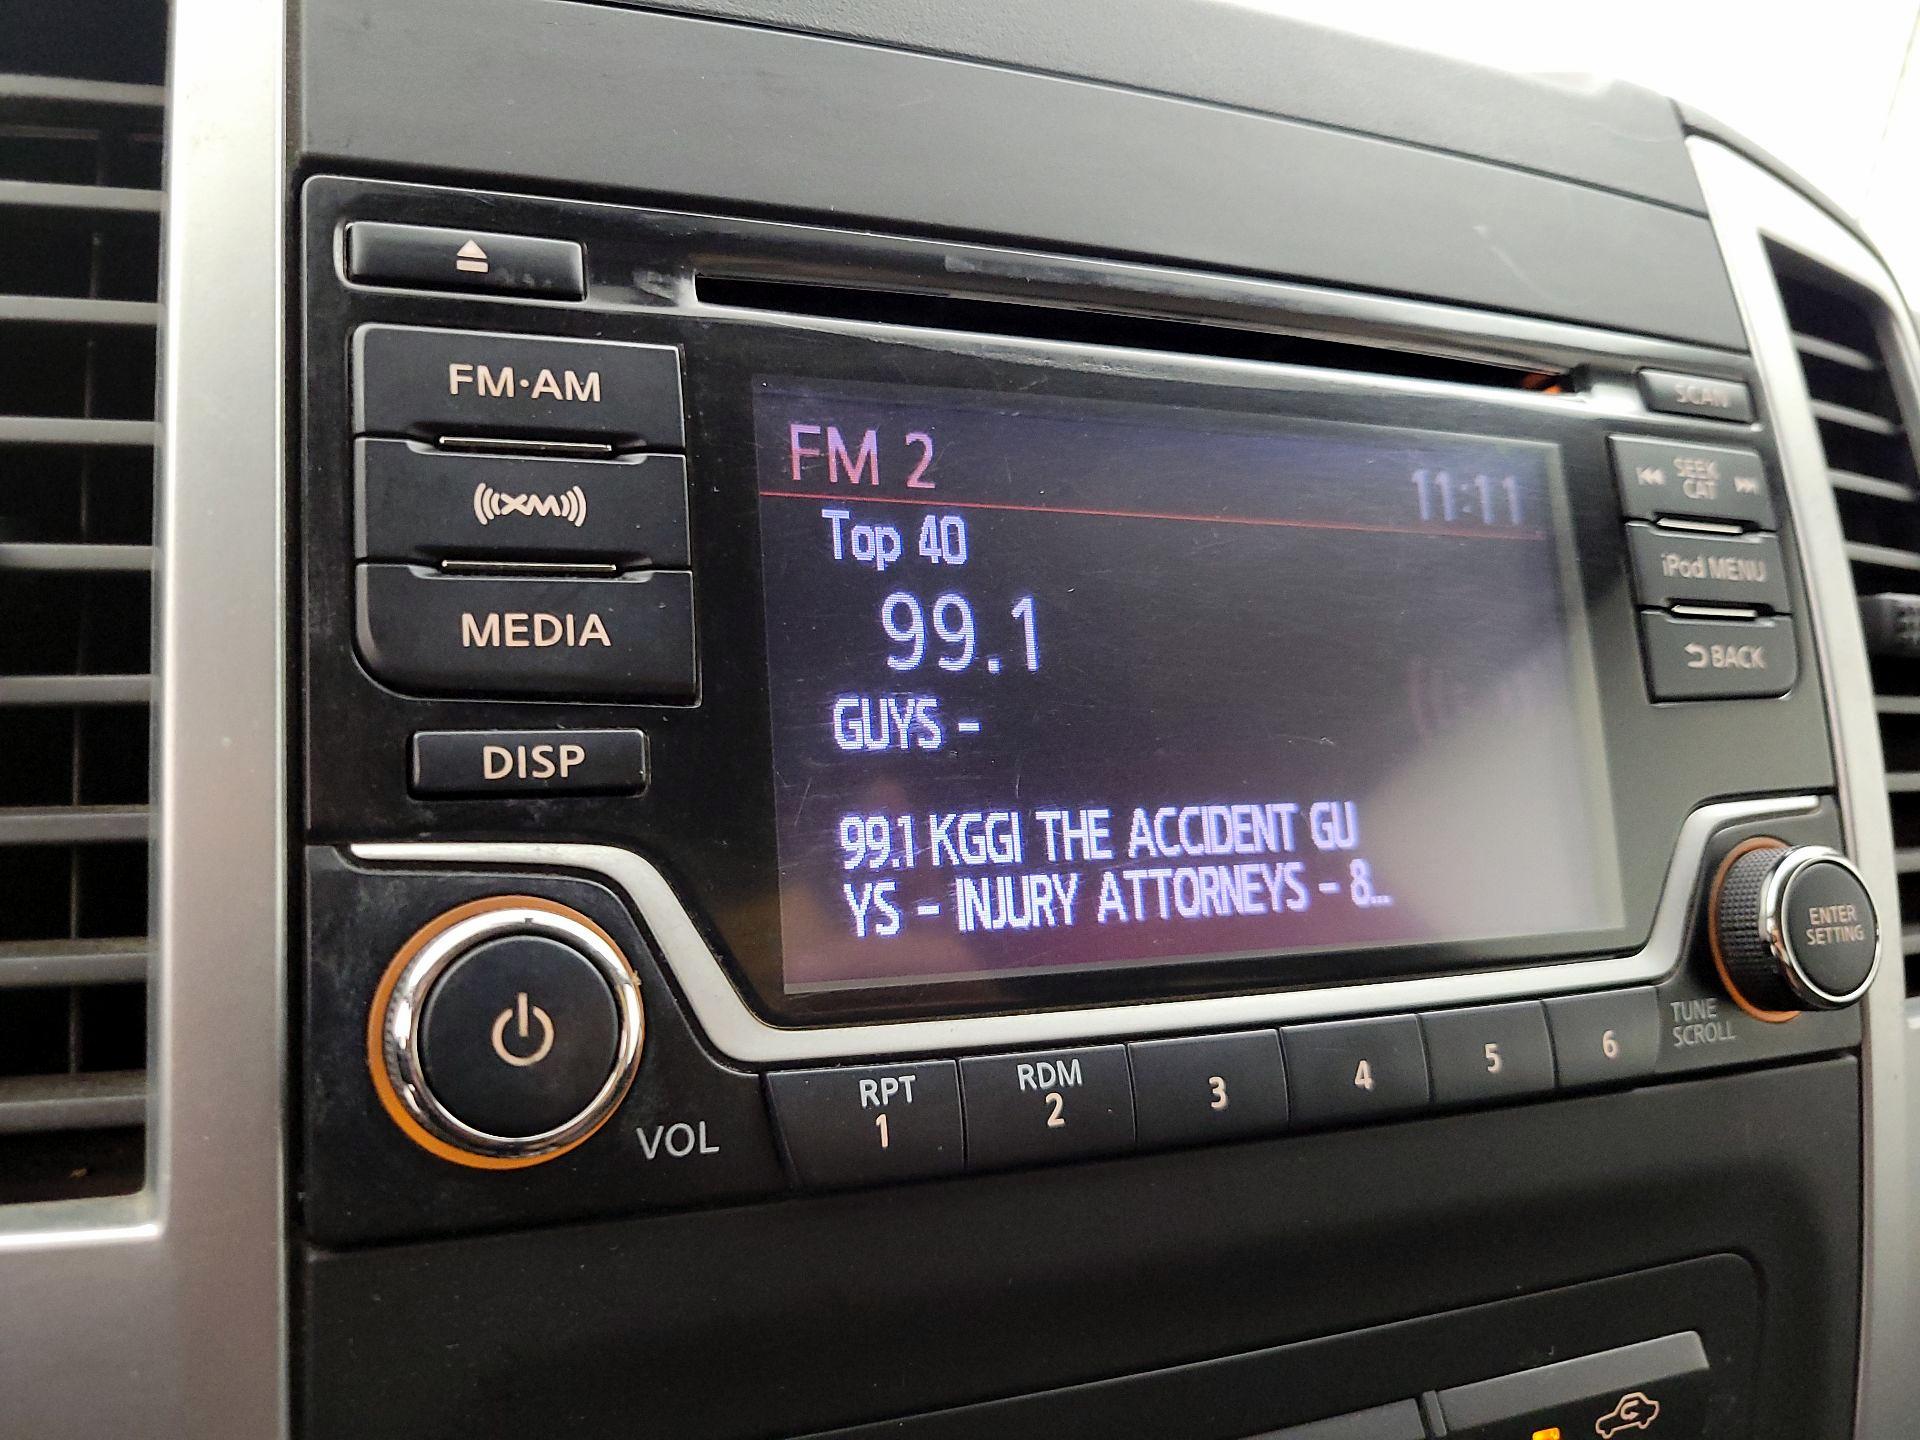 FM·AM
XM
MEDIA
DISP
VOL
FM 2
11:11
Top 40
99.1
GUYS -
99.1 KGGI THE ACCIDENT GU
YS - INJURY ATTORNEYS - 8...
SCAN
SEEK
CAT
iPod MENU
BACK
ENTER
SETTING
TUNE
SCROLL
RPT
1
RDM
2
3
4
5
6